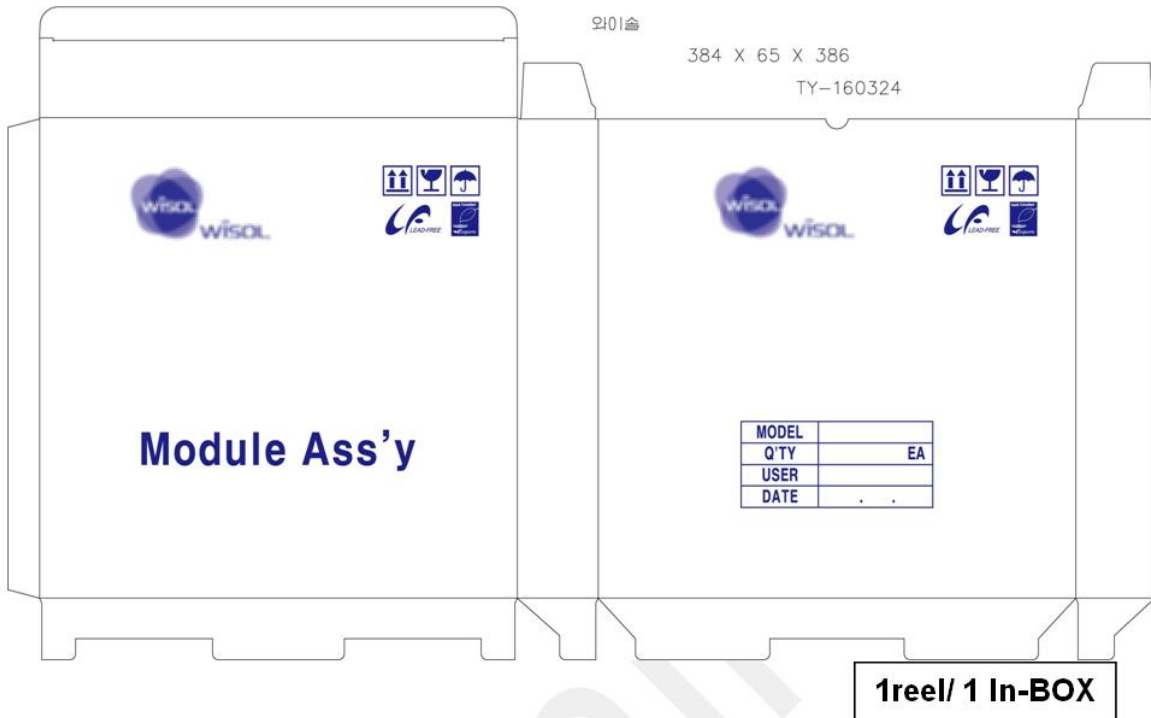 와이솔
384 X 65 X 386
TY-160324
WiSOL
WiSOL
LEAD-FREE
WiSOL
WiSOL
LEAD-FREE
Module Ass'y
MODEL
Q'TY EA
USER
DATE . .
1reel/ 1 In-BOX